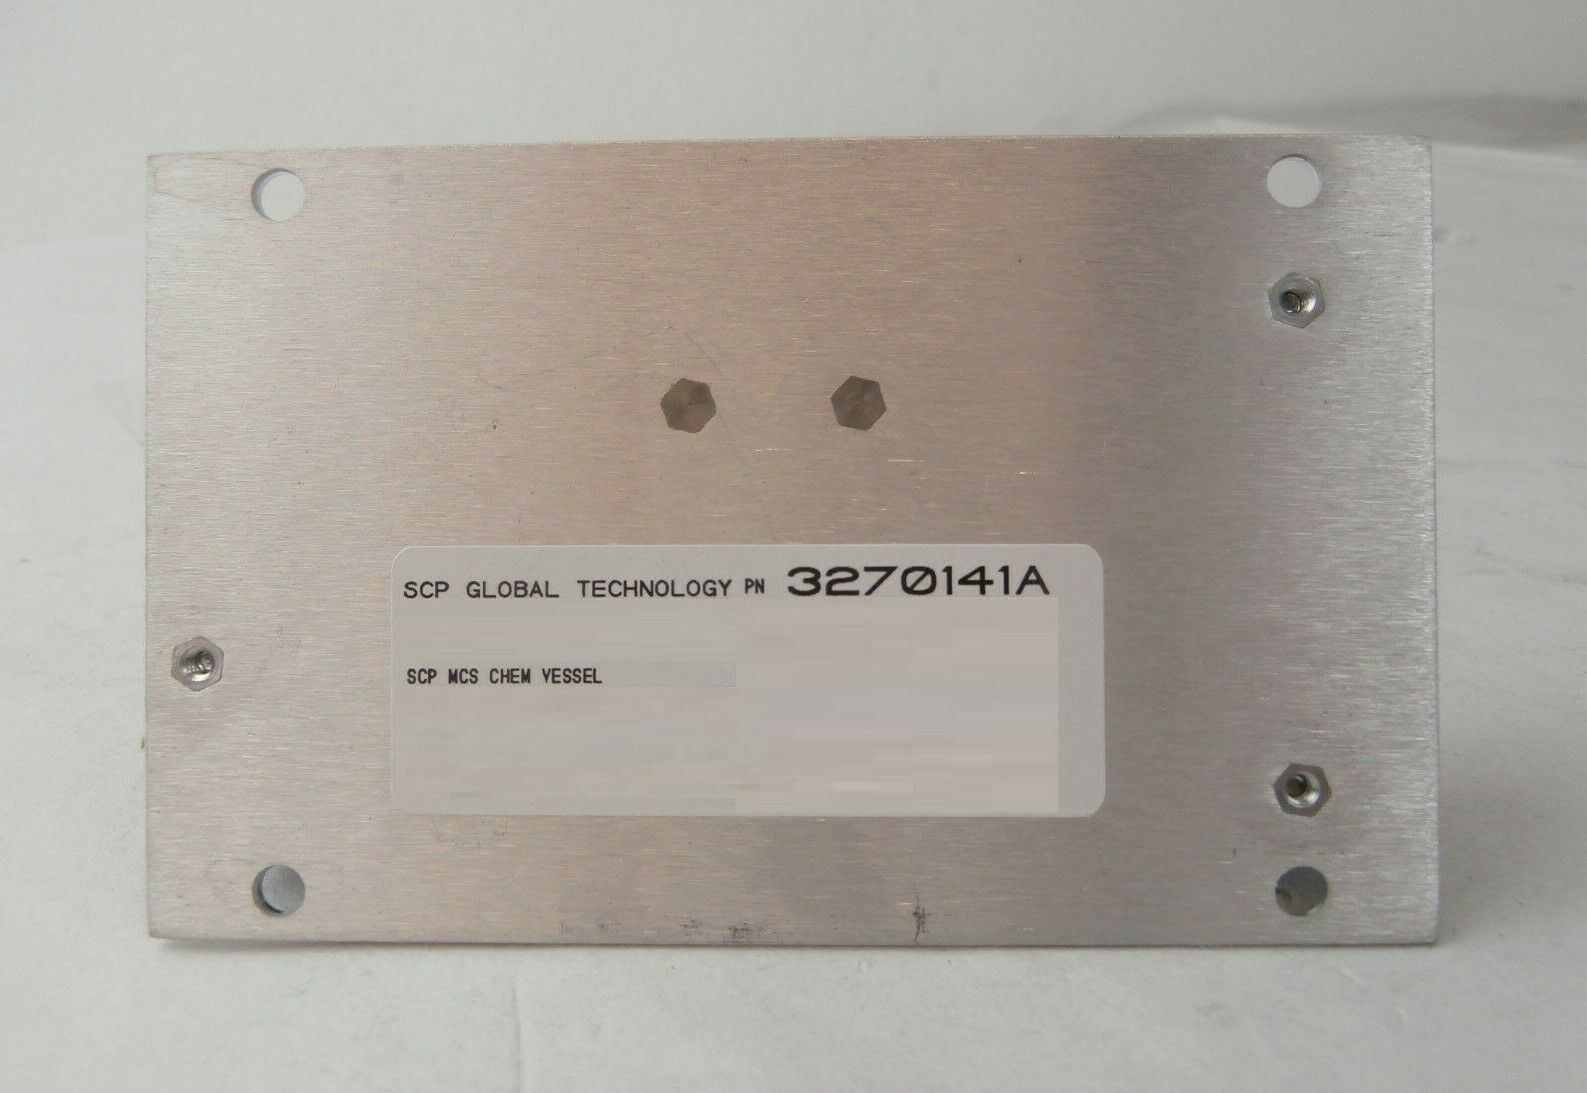 SCP GLOBAL TECHNOLOGY PN 3270141A
SCP MCS CHEM VESSEL